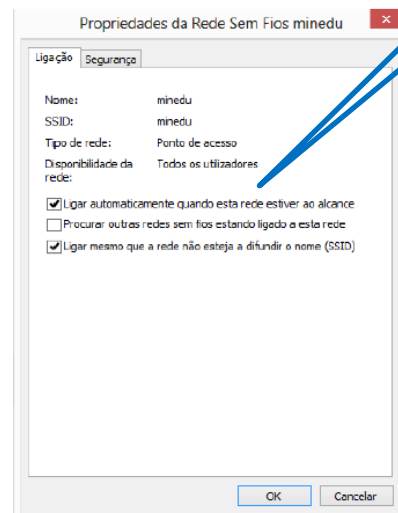 Propriedades da Rede Sem Fios minedu
Ligação Segurança
Nome: minedu
SSID: minedu
Tipo de rede: Ponto de acesso
Disponibilidade da Todos os utilizadores
rede:
Ligar automaticamente quando esta rede estiver ao alcance
Procurar outras redes sem fios estando ligado a esta rede
Ligar mesmo que a rede não esteja a difundir o nome (SSID)
OK Cancelar